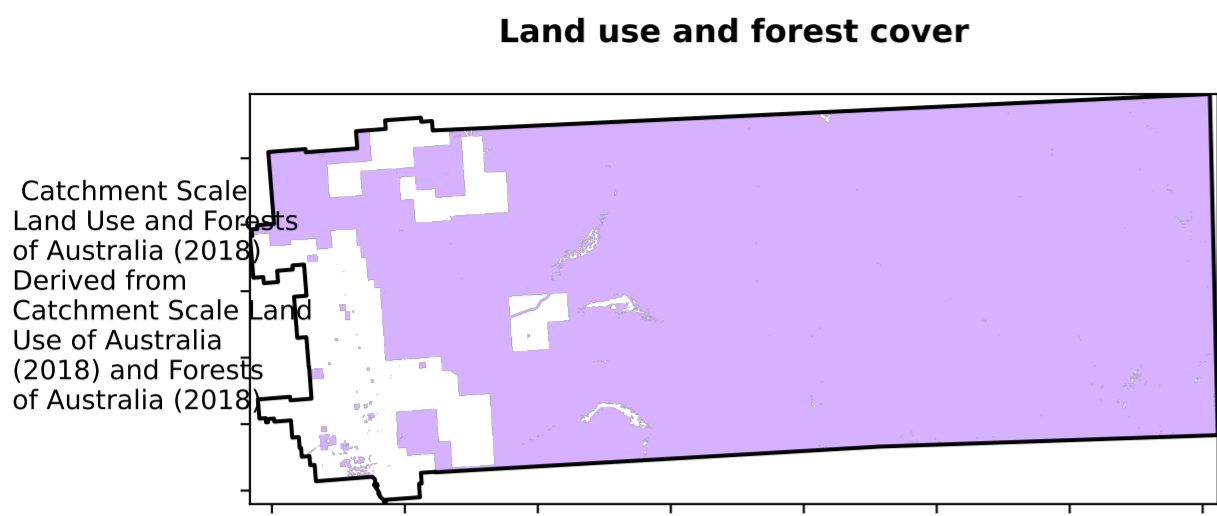 Land use and forest cover
Catchment Scale
Land Use and Forests
of Australia (2018)
Derived from
Catchment Scale Land
Use of Australia
(2018) and Forests
of Australia (2018)